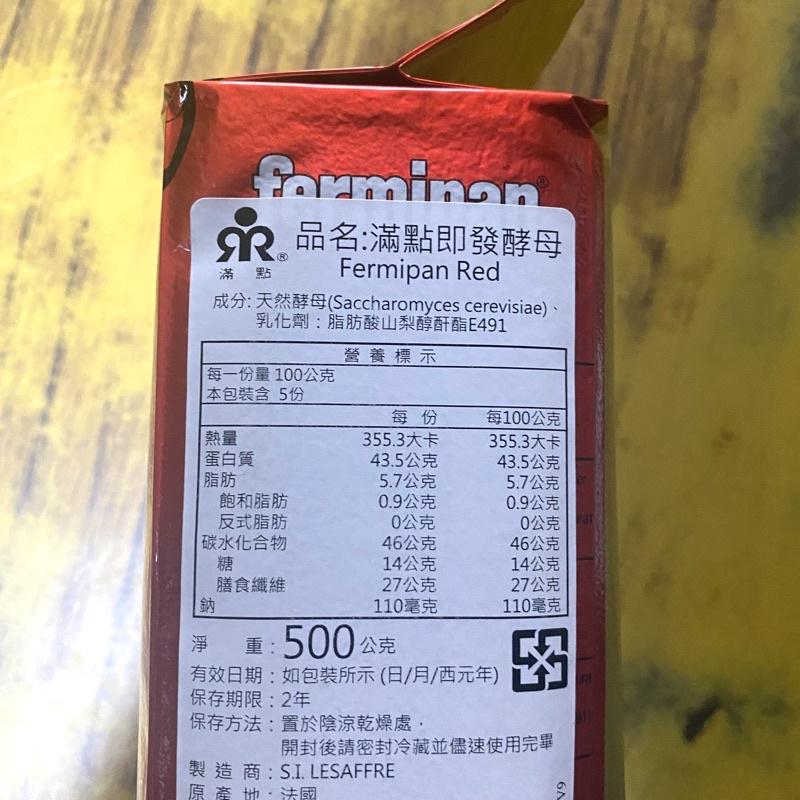 fermipan®
滿點®
品名:滿點即發酵母
Fermipan Red
成分: 天然酵母(Saccharomyces cerevisiae)、
乳化劑：脂肪酸山梨醇酐酯E491
營養標示
每一份量 100公克
本包裝含 5份
每 份 每100公克
熱量 355.3大卡 355.3大卡
蛋白質 43.5公克 43.5公克
脂肪 5.7公克 5.7公克
飽和脂肪 0.9公克 0.9公克
反式脂肪 0公克 0公克
碳水化合物 46公克 46公克
糖 14公克 14公克
膳食纖維 27公克 27公克
鈉 110毫克 110毫克
淨 重：500公克
有效日期：如包裝所示 (日/月/西元年)
保存期限：2年
保存方法：置於陰涼乾燥處，
開封後請密封冷藏並儘速使用完畢
製 造 商：S.I. LESAFFRE
原 產 地：法國